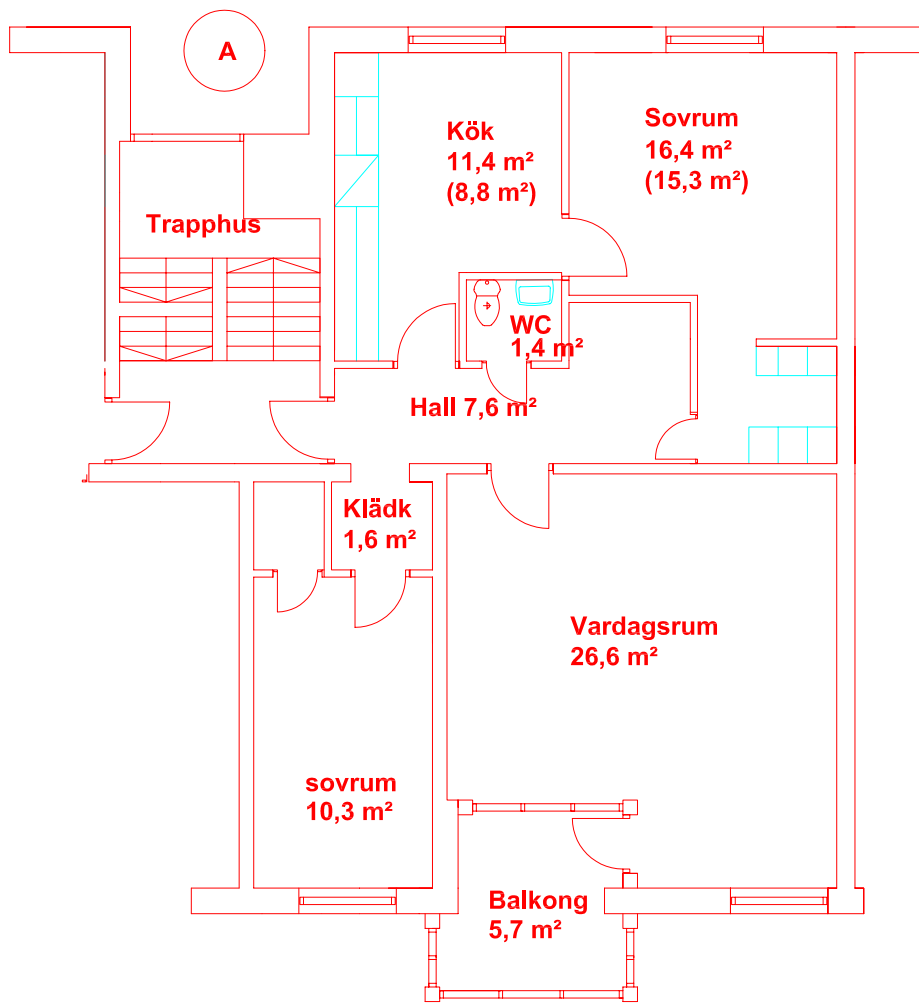 A
Kök
11,4 m²
(8,8 m²)
Sovrum
16,4 m²
(15,3 m²)
Trapphus
WC
1,4 m²
Hall 7,6 m²
Klädk
1,6 m²
Vardagsrum
26,6 m²
sovrum
10,3 m²
Balkong
5,7 m²